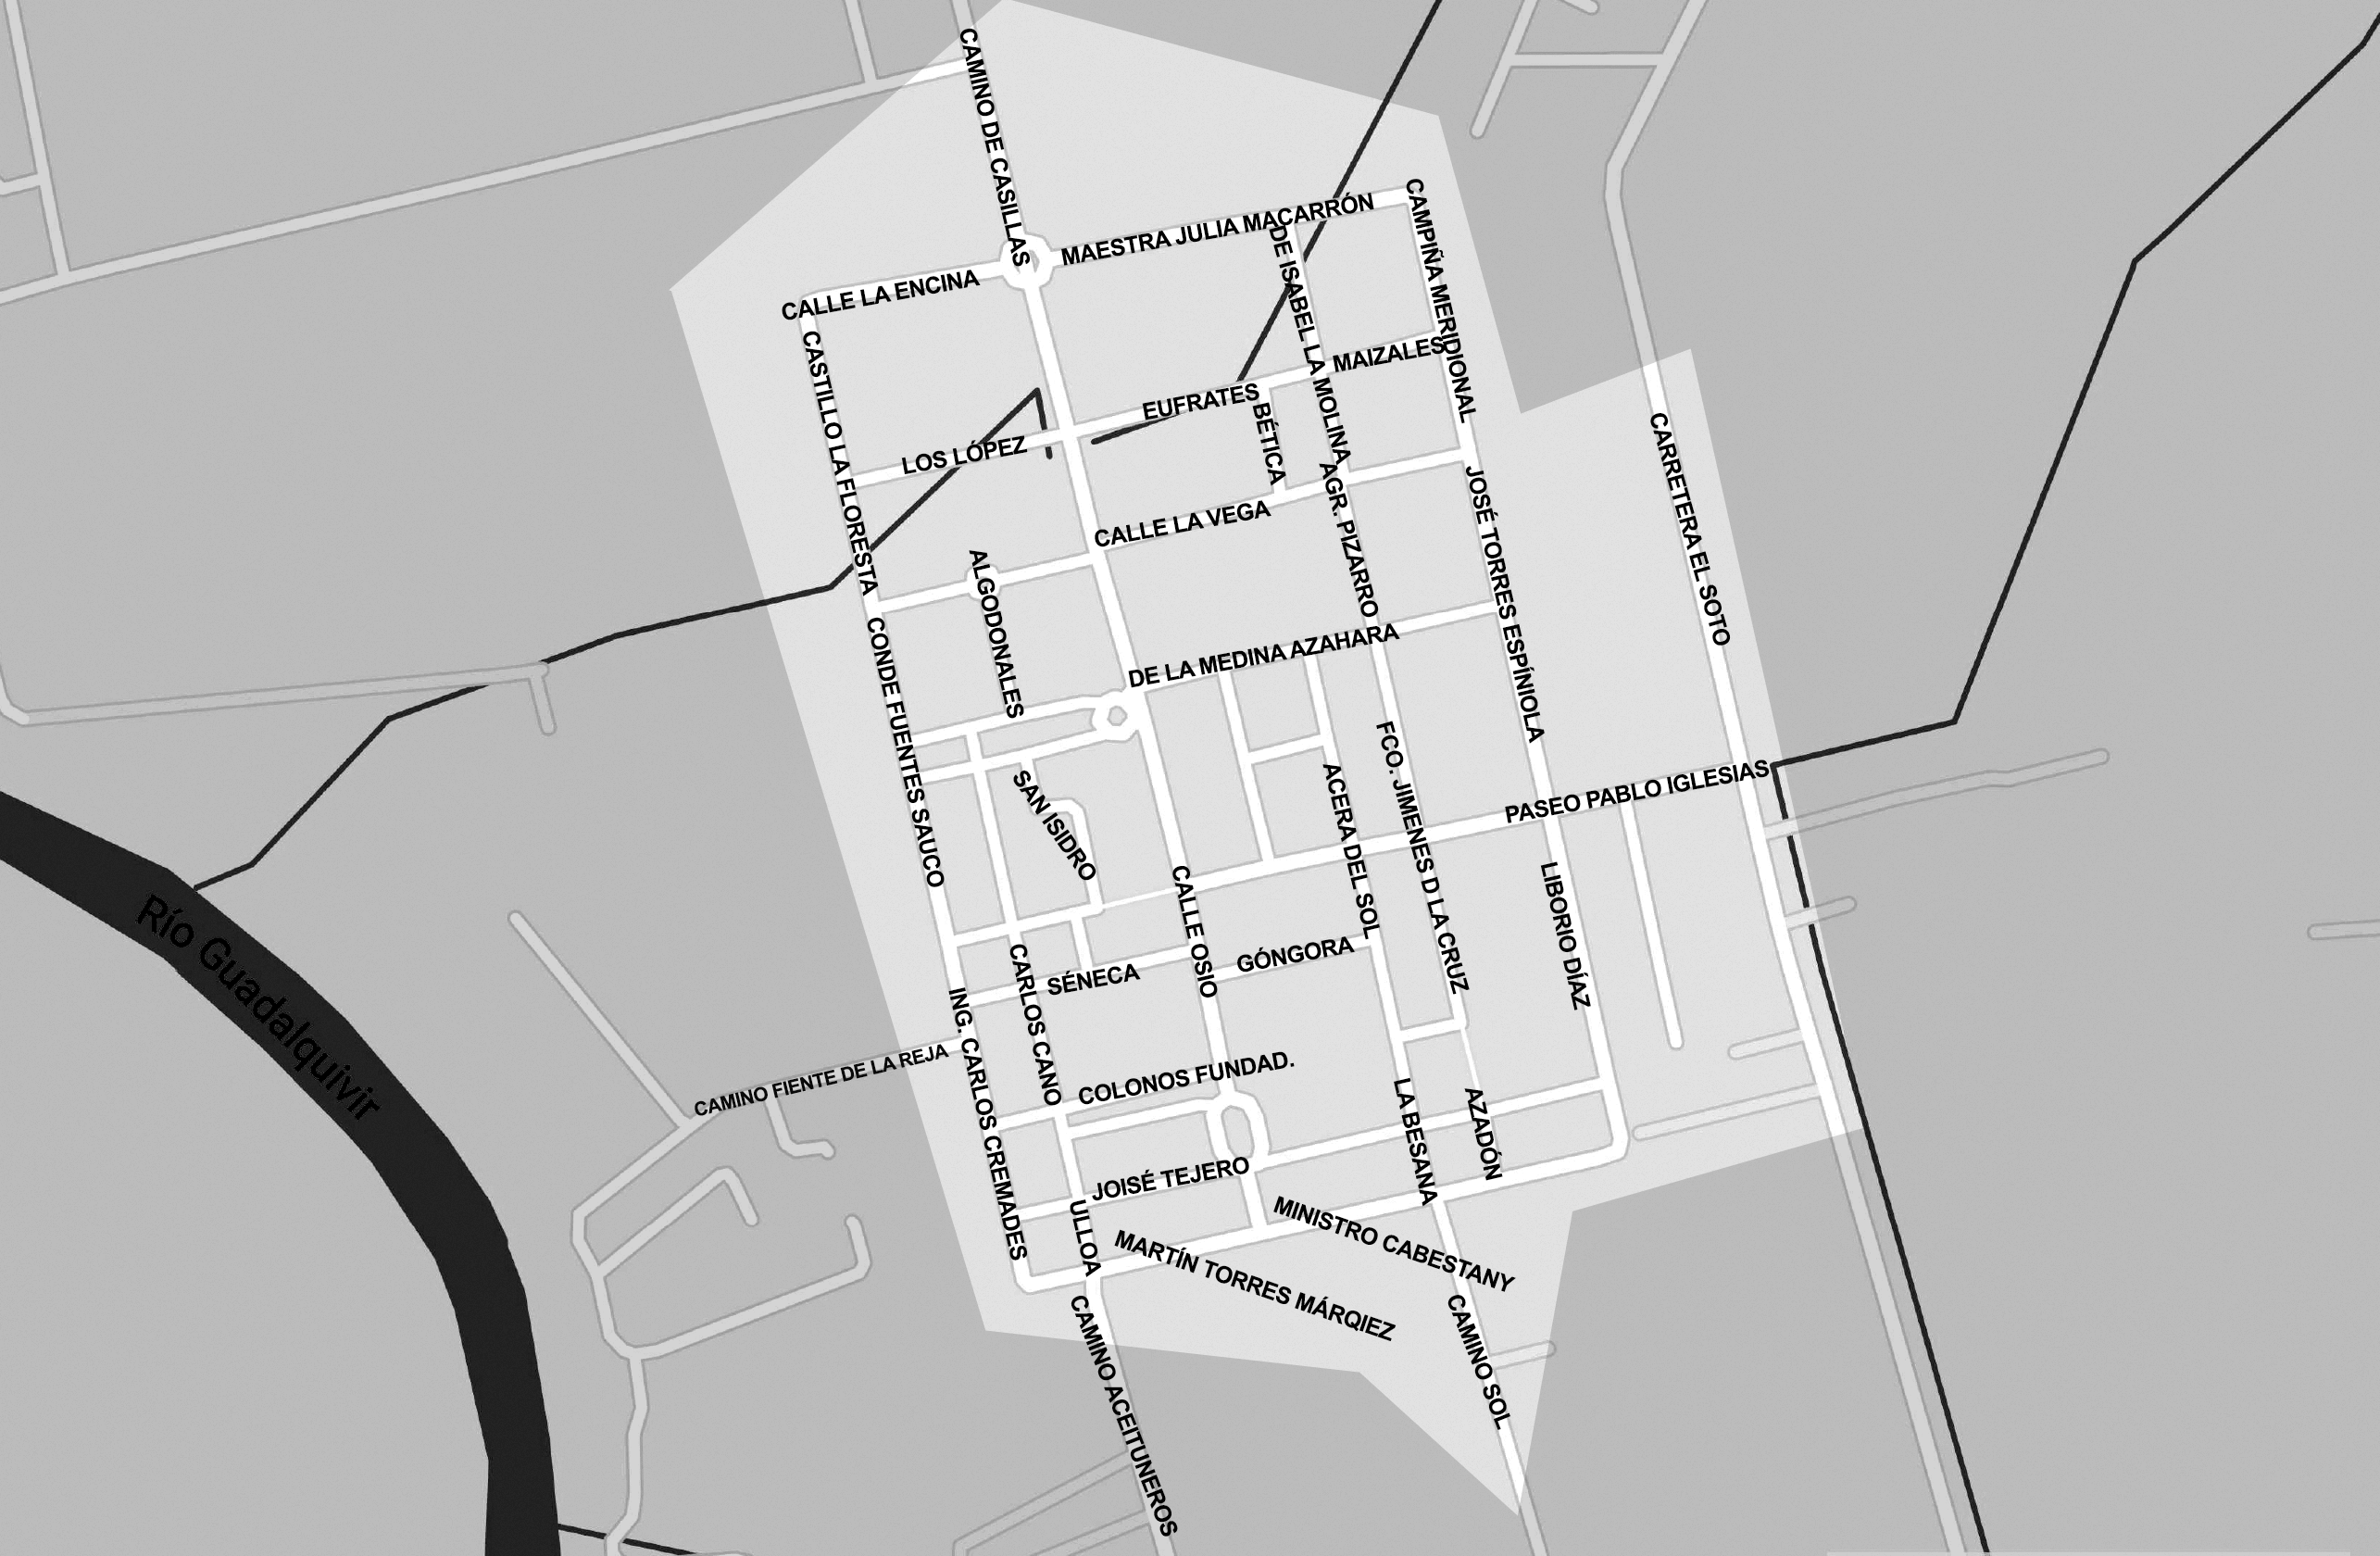 CAMINO DE CASILLAS
MAESTRA JULIA MACARRÓN
CAMPIÑA MERIDIONAL
DE ISABEL LA MOLINA
CALLE LA ENCINA
CASTILLO LA FLORESTA
MAIZALES
EUFRATES
BÉTICA
LOS LÓPEZ
CARRETERA EL SOTO
AGR. PIZARRO
JOSÉ TORRES ESPÍNIOLA
CALLE LA VEGA
ALGODONALES
CONDE FUENTES SAUCO
DE LA MEDINA AZAHARA
FCO. JIMENES D LA CRUZ
ACERA DEL SOL
PASEO PABLO IGLESIAS
SAN ISIDRO
CALLE OSIO
LIBORIO DÍAZ
Río Guadalquivir
GÓNGORA
SÉNECA
CARLOS CANO
ING. CARLOS CREMADES
CAMINO FIENTE DE LA REJA
COLONOS FUNDAD.
LA BESANA
AZADÓN
JOISÉ TEJERO
ULLOA
MINISTRO CABESTANY
MARTÍN TORRES MÁRQIEZ
CAMINO ACEITUNEROS
CAMINO SOL